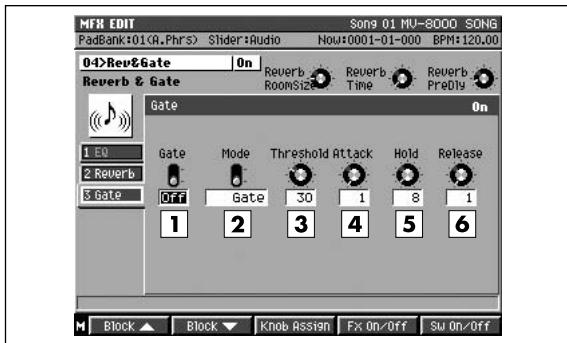 MFX EDIT Song 01 MV-8000 SONG
PadBank:01(A.Phrs) Slider:Audio Now:0001-01-000 BPM:120.00
04>Rev&Gate On Reverb RoomSize Reverb Time Reverb PreDly
Reverb & Gate
Gate On
1 EQ
2 Reverb
3 Gate
Gate Mode Threshold Attack Hold Release
Off Gate 30 1 8 1
1 2 3 4 5 6
M Block ▲ Block ▼ Knob Assign FX On/Off SW On/Off